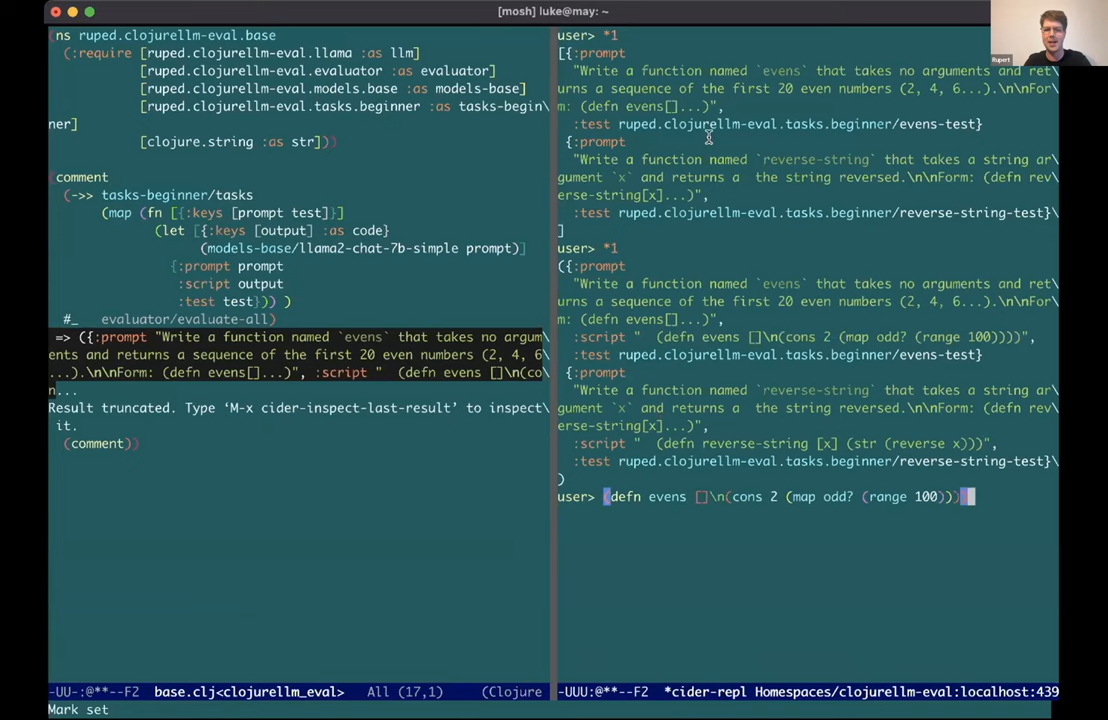 [mosh] luke@may: ~
(ns ruped.clojurellm-eval.base
(:require [ruped.clojurellm-eval.llama :as llm]
[ruped.clojurellm-eval.evaluator :as evaluator]
[ruped.clojurellm-eval.models.base :as models-base]
[ruped.clojurellm-eval.tasks.beginner :as tasks-begin\
ner]
[clojure.string :as str]))
(comment
(->> tasks-beginner/tasks
(map (fn [{:keys [prompt test]}]
(let [{:keys [output] :as code}
(models-base/llama2-chat-7b-simple prompt)]
{:prompt prompt
:script output
:test test})) )
#_ evaluator/evaluate-all)
=> ({:prompt "Write a function named `evens` that takes no argum\
ents and returns a sequence of the first 20 even numbers (2, 4, 6\
...).\n\nForm: (defn evens[]...)", :script "  (defn evens []\n(co\
n...
Result truncated. Type ‘M-x cider-inspect-last-result’ to inspect\
it.
(comment))
-UU-:@**--F2  base.clj<clojurellm_eval>   All (17,1)     (Clojure
Mark set
user> *1
[{:prompt
"Write a function named `evens` that takes no arguments and ret\
urns a sequence of the first 20 even numbers (2, 4, 6...).\n\nFor\
m: (defn evens[]...)",
:test ruped.clojurellm-eval.tasks.beginner/evens-test}
{:prompt
"Write a function named `reverse-string` that takes a string ar\
gument `x` and returns a  the string reversed.\n\nForm: (defn rev\
erse-string[x]...)",
:test ruped.clojurellm-eval.tasks.beginner/reverse-string-test}\
]
user> *1
({:prompt
"Write a function named `evens` that takes no arguments and ret\
urns a sequence of the first 20 even numbers (2, 4, 6...).\n\nFor\
m: (defn evens[]...)",
:script "  (defn evens []\n(cons 2 (map odd? (range 100))))",
:test ruped.clojurellm-eval.tasks.beginner/evens-test}
{:prompt
"Write a function named `reverse-string` that takes a string ar\
gument `x` and returns a  the string reversed.\n\nForm: (defn rev\
erse-string[x]...)",
:script "  (defn reverse-string [x] (str (reverse x)))",
:test ruped.clojurellm-eval.tasks.beginner/reverse-string-test}\
)
user> (defn evens []\n(cons 2 (map odd? (range 100))))
-UUU:@**--F2  *cider-repl Homespaces/clojurellm-eval:localhost:439
Rupert